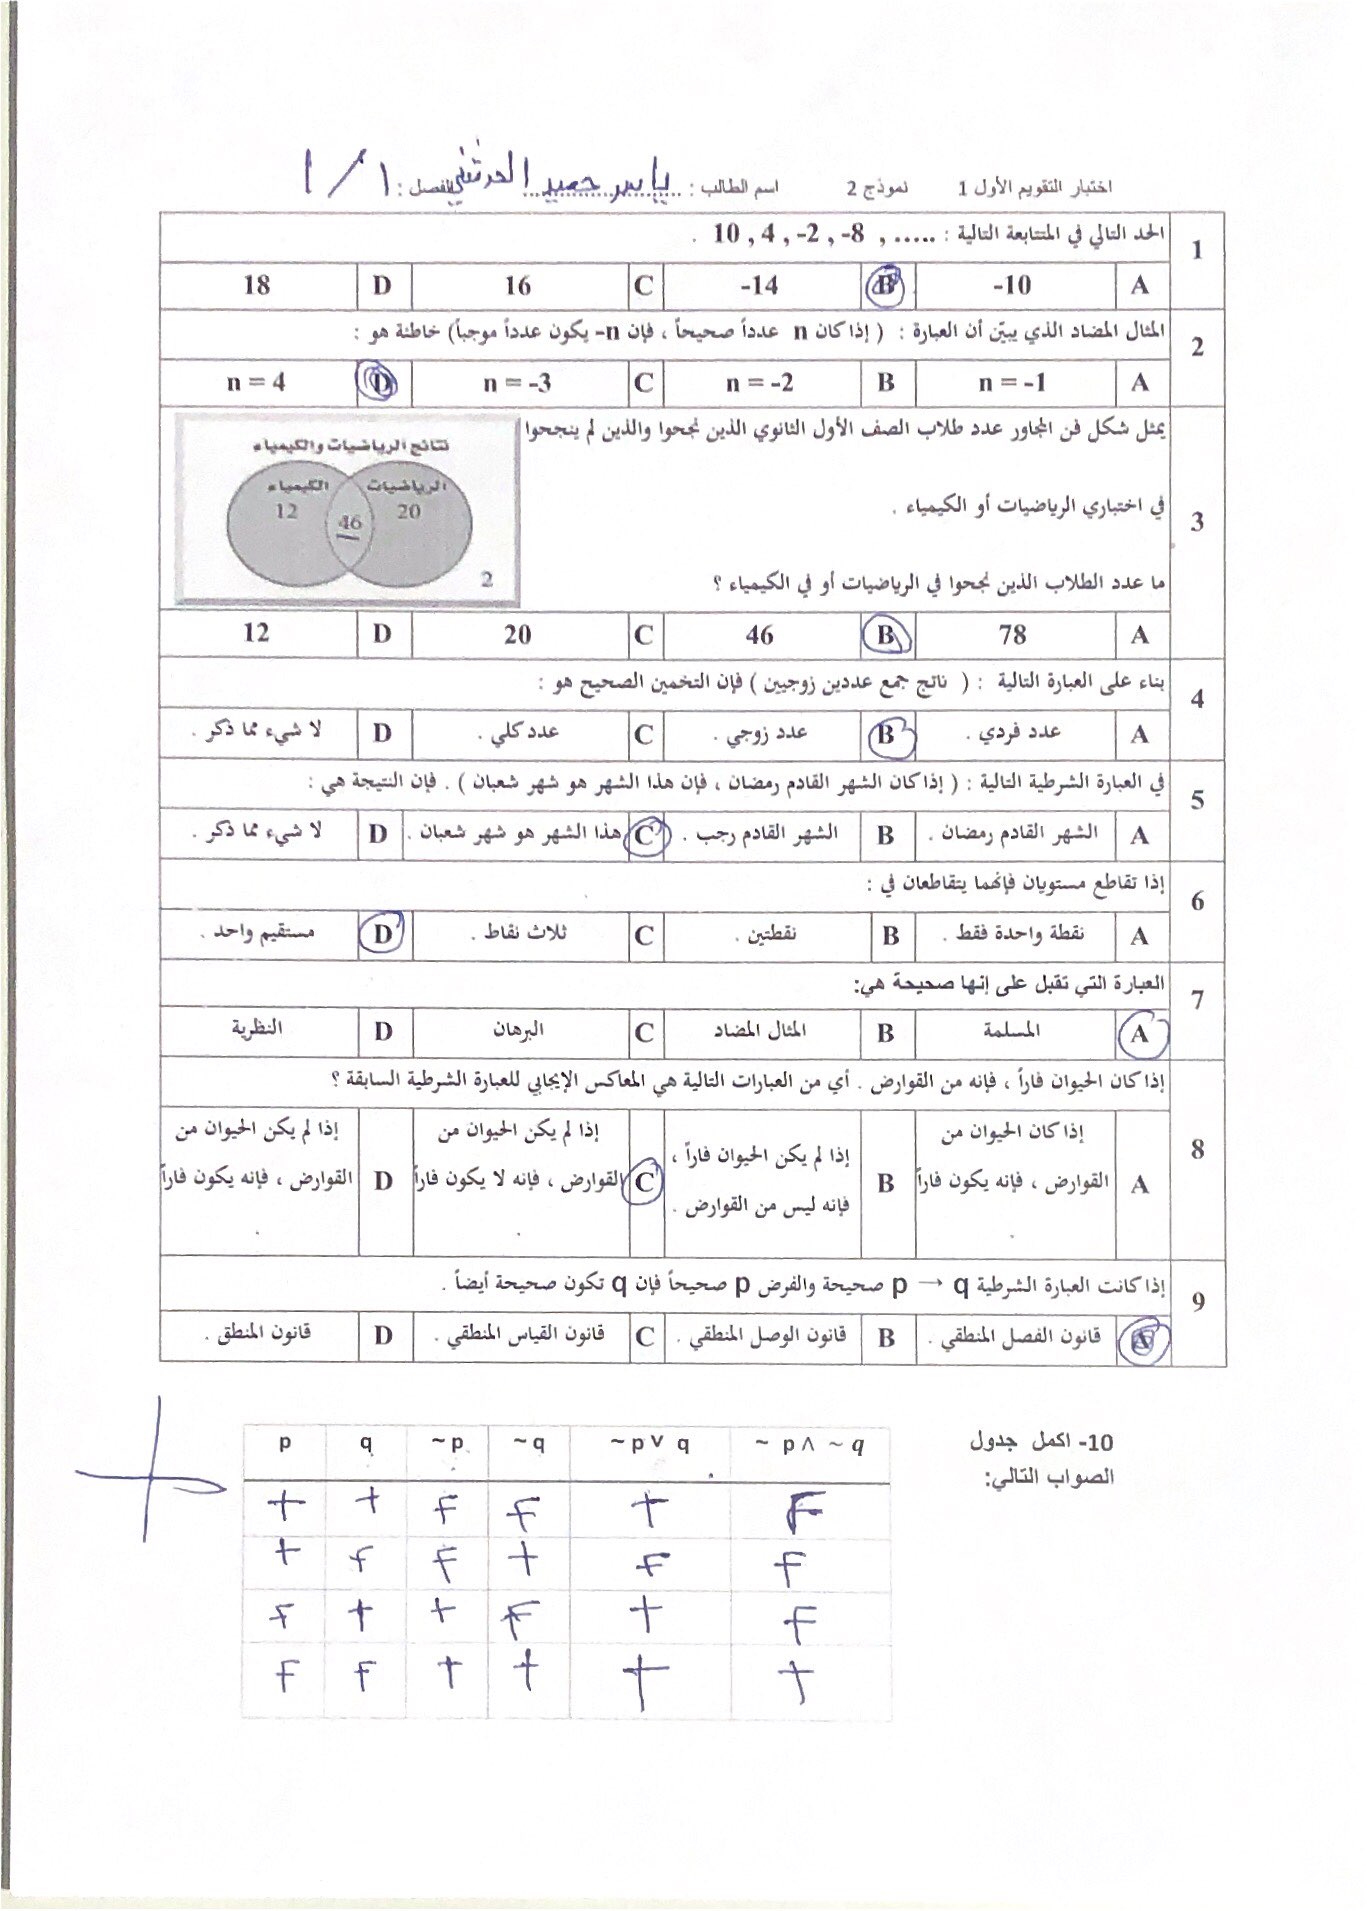 اختبار التقويم الأول 1 نموذج 2 اسم الطالب : ياسر حميد الفصل : ١ / ١
1 الحد التالي في المتتابعة التالية : ..... , 10 , 4 , -2 , -8 .
A -10 B -14 C 16 D 18
2 المثال المضاد الذي يبيّن أن العبارة : ( إذا كان n عدداً صحيحاً ، فإن n- يكون عدداً موجباً) خاطئة هو :
A n = -1 B n = -2 C n = -3 D n = 4
يمثل شكل فن المجاور عدد طلاب الصف الأول الثانوي الذين نجحوا والذين لم ينجحوا
3 في اختباري الرياضيات أو الكيمياء .
ما عدد الطلاب الذين نجحوا في الرياضيات أو في الكيمياء ؟
نتائج الرياضيات والكيمياء
الرياضيات الكيمياء
20 46 12
2
A 78 B 46 C 20 D 12
4 بناء على العبارة التالية : ( ناتج جمع عددين زوجيين ) فإن التخمين الصحيح هو :
A عدد فردي . B عدد زوجي . C عدد كلي . D لا شيء مما ذكر .
5 في العبارة الشرطية التالية : ( إذا كان الشهر القادم رمضان ، فإن هذا الشهر هو شهر شعبان ) . فإن النتيجة هي :
A الشهر القادم رمضان . B الشهر القادم رجب . C هذا الشهر هو شهر شعبان . D لا شيء مما ذكر .
6 إذا تقاطع مستويان فإنهما يتقاطعان في :
A نقطة واحدة فقط . B نقطتين . C ثلاث نقاط . D مستقيم واحد .
7 العبارة التي تقبل على إنها صحيحة هي:
A المسلمة B المثال المضاد C البرهان D النظرية
8 إذا كان الحيوان فاراً ، فإنه من القوارض . أي من العبارات التالية هي المعاكس الإيجابي للعبارة الشرطية السابقة ؟
A إذا كان الحيوان من القوارض ، فإنه يكون فاراً .
B إذا لم يكن الحيوان فاراً ، فإنه ليس من القوارض .
C إذا لم يكن الحيوان من القوارض ، فإنه لا يكون فاراً .
D إذا لم يكن الحيوان من القوارض ، فإنه يكون فاراً .
9 إذا كانت العبارة الشرطية p → q صحيحة والفرض p صحيحاً فإن q تكون صحيحة أيضاً .
A قانون الفصل المنطقي . B قانون الوصل المنطقي . C قانون القياس المنطقي . D قانون المنطق .
10- اكمل جدول
الصواب التالي:
p q ~p ~q ~p∨ q ~ p∧ ~q
T T F F T F
T F F T F F
F T T F T F
F F T T T T